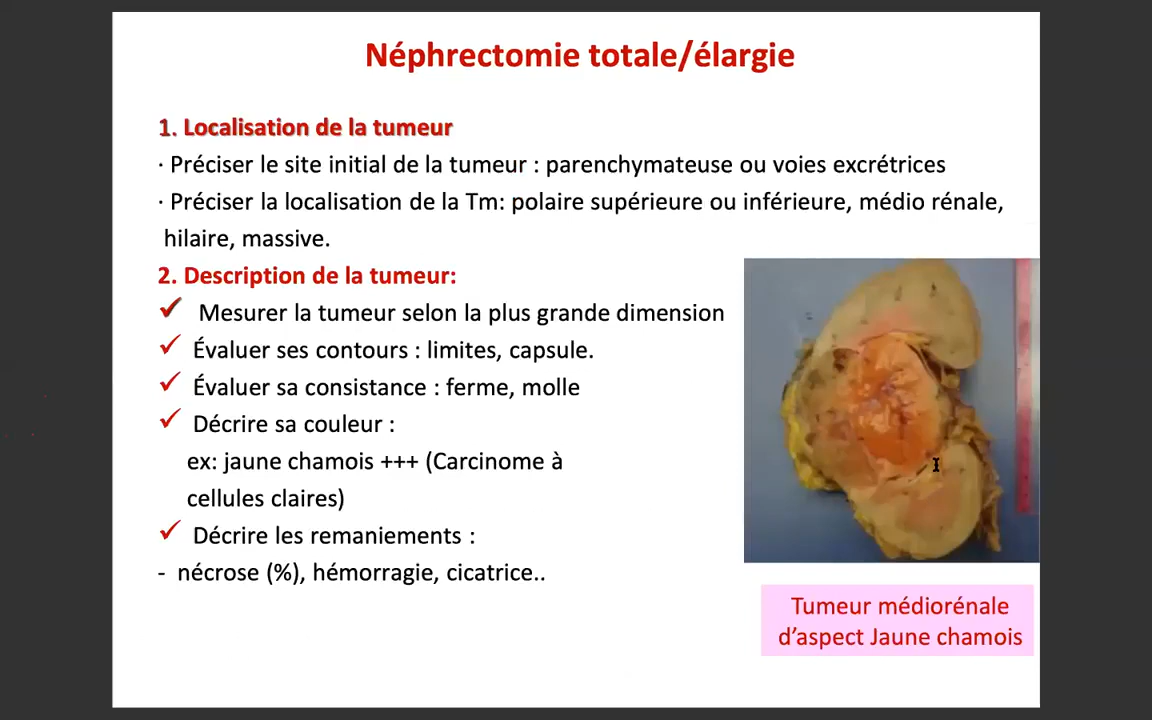 Néphrectomie totale/élargie
1. Localisation de la tumeur
· Préciser le site initial de la tumeur : parenchymateuse ou voies excrétrices
· Préciser la localisation de la Tm: polaire supérieure ou inférieure, médio rénale,
hilaire, massive.
2. Description de la tumeur:
✓ Mesurer la tumeur selon la plus grande dimension
✓ Évaluer ses contours : limites, capsule.
✓ Évaluer sa consistance : ferme, molle
✓ Décrire sa couleur :
ex: jaune chamois +++ (Carcinome à
cellules claires)
✓ Décrire les remaniements :
- nécrose (%), hémorragie, cicatrice..
Tumeur médiorénale
d’aspect Jaune chamois